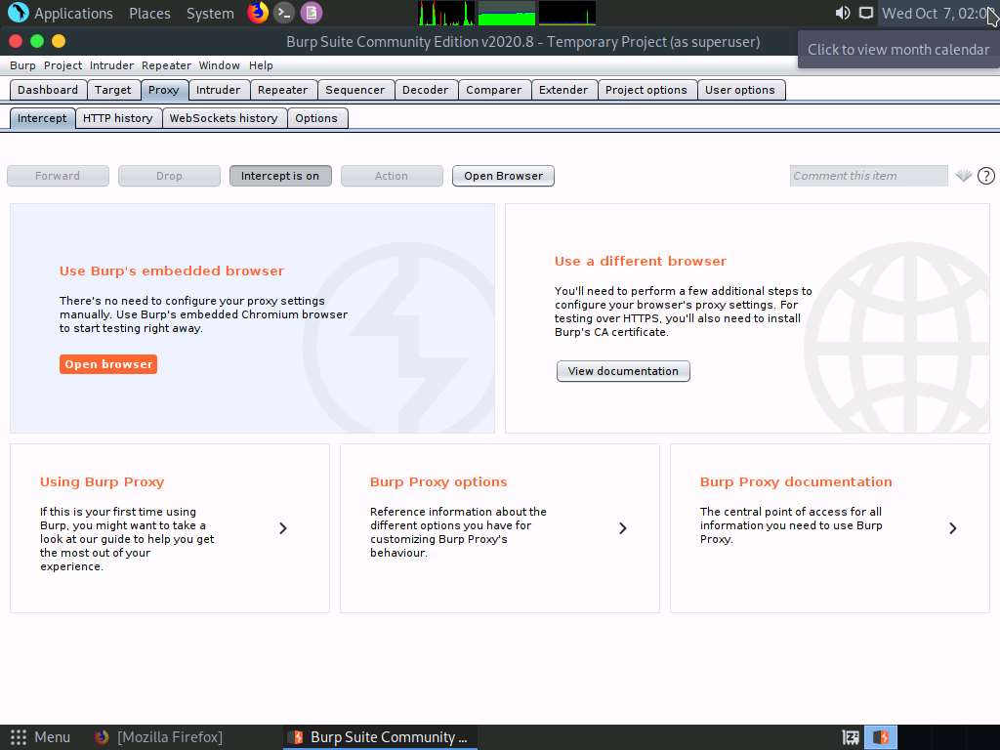 Applications Places System Wed Oct 7, 02:0
Burp Suite Community Edition v2020.8 - Temporary Project (as superuser)
Click to view month calendar
Burp Project Intruder Repeater Window Help
Dashboard Target Proxy Intruder Repeater Sequencer Decoder Comparer Extender Project options User options
Intercept HTTP history WebSockets history Options
Forward Drop Intercept is on Action Open Browser Comment this item ?
Use Burp's embedded browser
There's no need to configure your proxy settings
manually. Use Burp's embedded Chromium browser
to start testing right away.
Open browser
Use a different browser
You'll need to perform a few additional steps to
configure your browser's proxy settings. For
testing over HTTPS, you'll also need to install
Burp's CA certificate.
View documentation
Using Burp Proxy
If this is your first time using
Burp, you might want to take a
look at our guide to help you get
the most out of your
experience.
Burp Proxy options
Reference information about the
different options you have for
customizing Burp Proxy's
behaviour.
Burp Proxy documentation
The central point of access for all
information you need to use Burp
Proxy.
Menu [Mozilla Firefox] Burp Suite Community ...